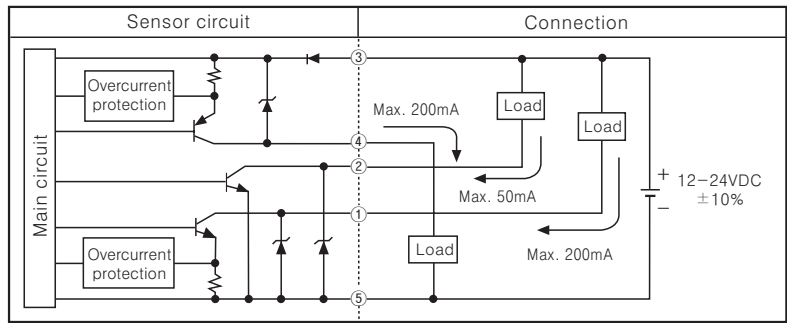 Sensor circuit
Connection
Main circuit
Overcurrent
protection
③
Load
Load
Max. 200mA
④
②
Max. 50mA
+
12−24VDC
±10%
−
①
Max. 200mA
Load
Overcurrent
protection
⑤